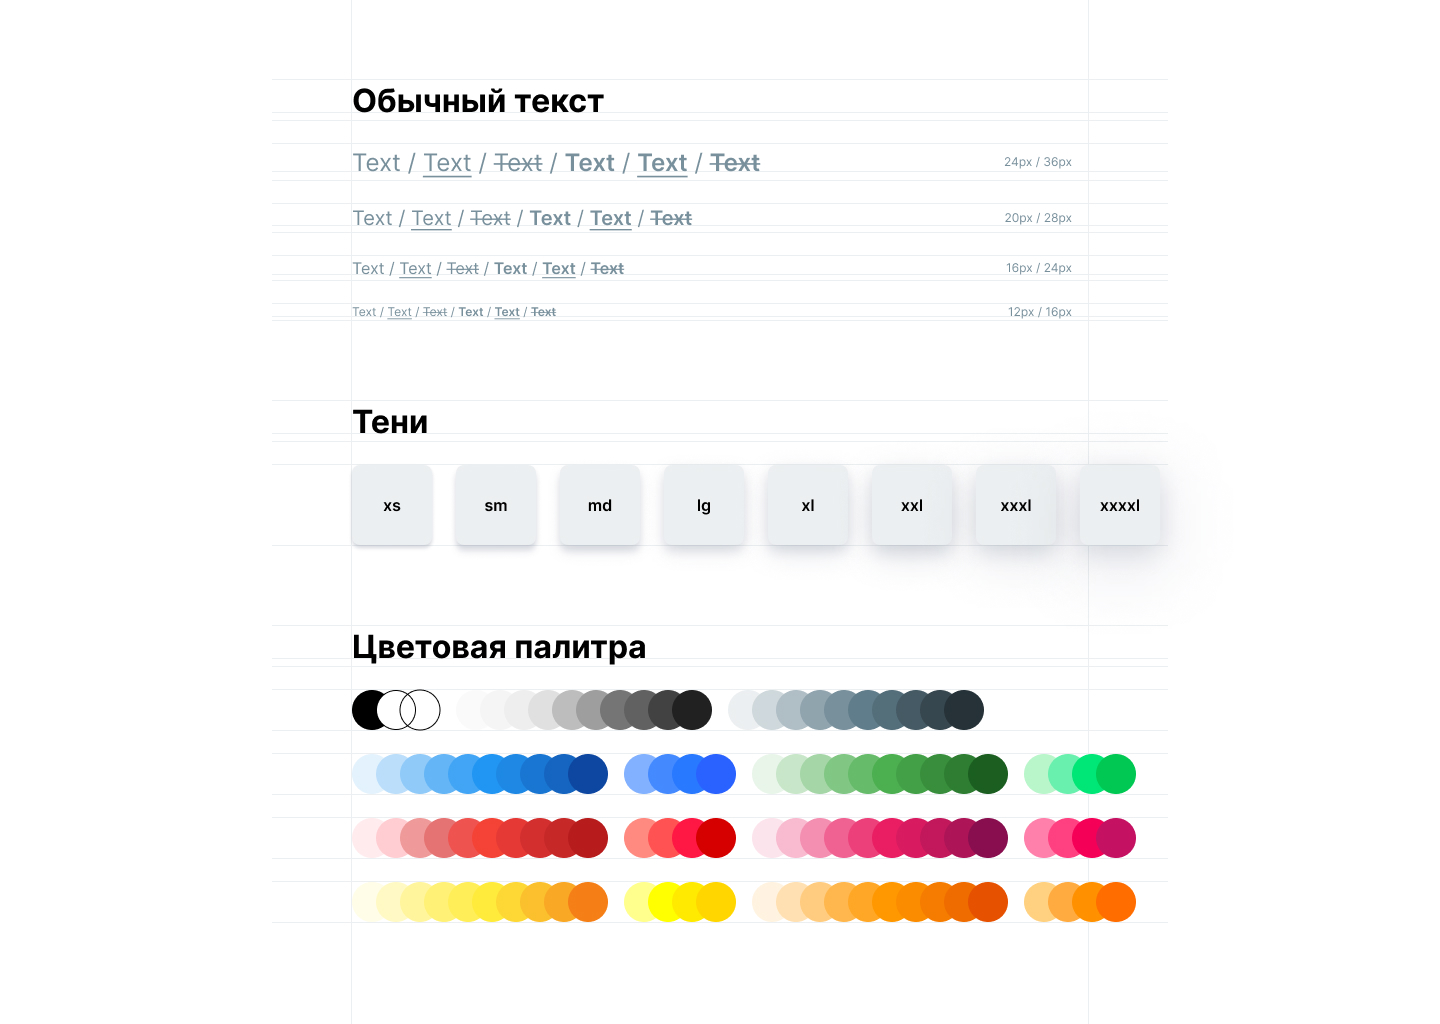 Обычный текст
Text / Text / Text / Text / Text / Text 24px / 36px
Text / Text / Text / Text / Text / Text 20px / 28px
Text / Text / Text / Text / Text / Text 16px / 24px
Text / Text / Text / Text / Text / Text 12px / 16px
Тени
xs sm md lg xl xxl xxxl xxxxl
Цветовая палитра